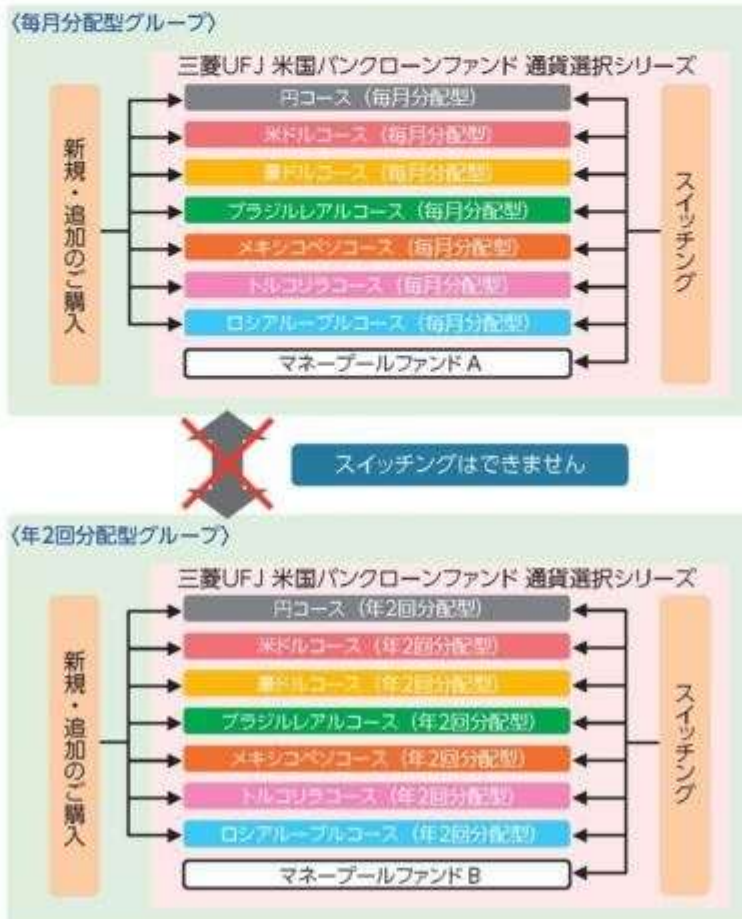 〈毎月分配型グループ〉
三菱UFJ 米国バンクローンファンド 通貨選択シリーズ
新規・追加のご購入
円コース（毎月分配型）
米ドルコース（毎月分配型）
豪ドルコース（毎月分配型）
ブラジルレアルコース（毎月分配型）
メキシコペソコース（毎月分配型）
トルコリラコース（毎月分配型）
ロシアルーブルコース（毎月分配型）
マネープールファンド A
スイッチング
スイッチングはできません
〈年2回分配型グループ〉
三菱UFJ 米国バンクローンファンド 通貨選択シリーズ
新規・追加のご購入
円コース（年2回分配型）
米ドルコース（年2回分配型）
豪ドルコース（年2回分配型）
ブラジルレアルコース（年2回分配型）
メキシコペソコース（年2回分配型）
トルコリラコース（年2回分配型）
ロシアルーブルコース（年2回分配型）
マネープールファンド B
スイッチング